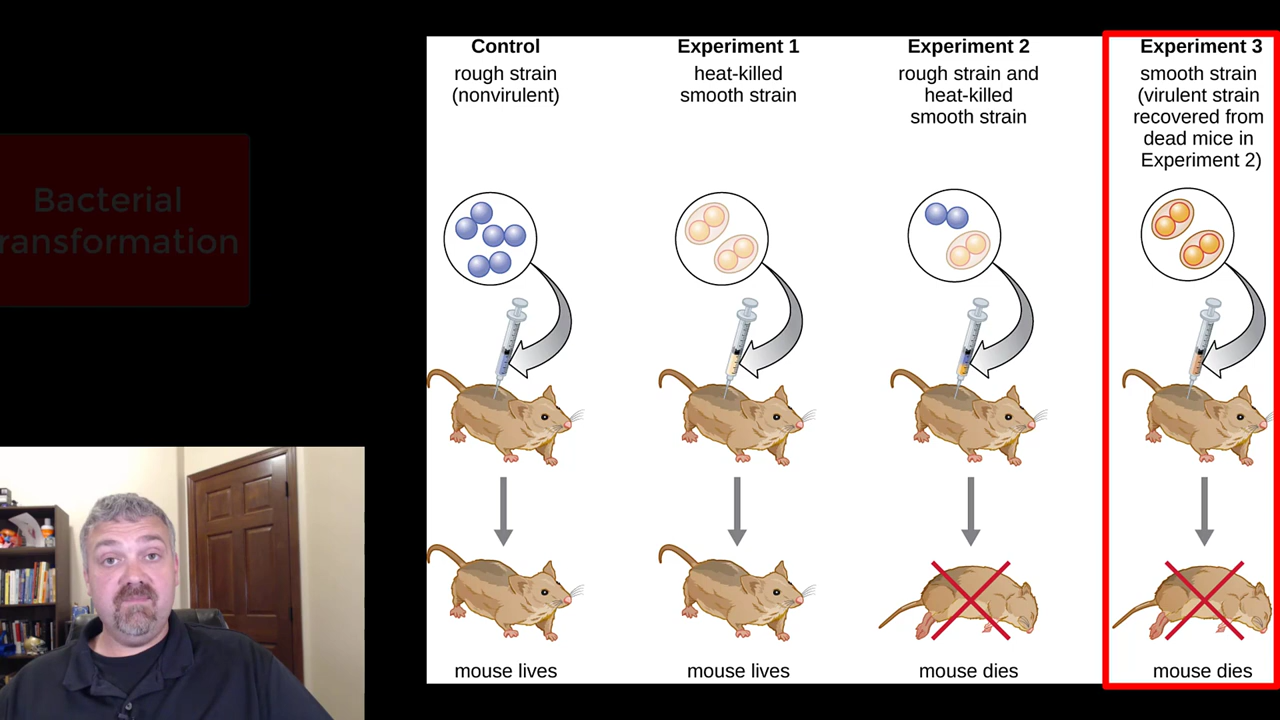 Bacterial
ransformation
Control
rough strain
(nonvirulent)
Experiment 1
heat-killed
smooth strain
Experiment 2
rough strain and
heat-killed
smooth strain
Experiment 3
smooth strain
(virulent strain
recovered from
dead mice in
Experiment 2)
mouse lives
mouse lives
mouse dies
mouse dies